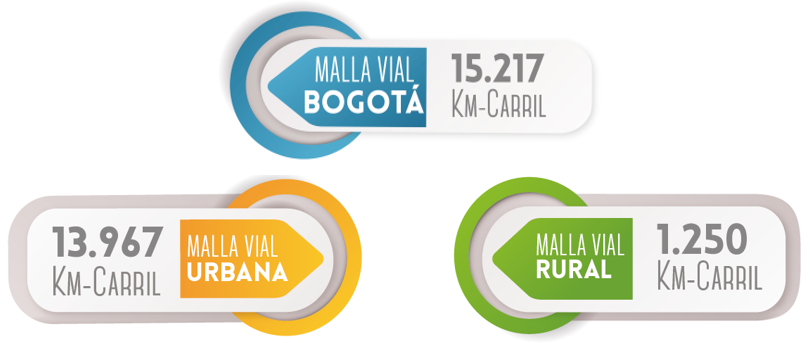 MALLA VIAL
BOGOTÁ
15.217
KM-CARRIL
13.967
KM-CARRIL
MALLA VIAL
URBANA
MALLA VIAL
RURAL
1.250
KM-CARRIL